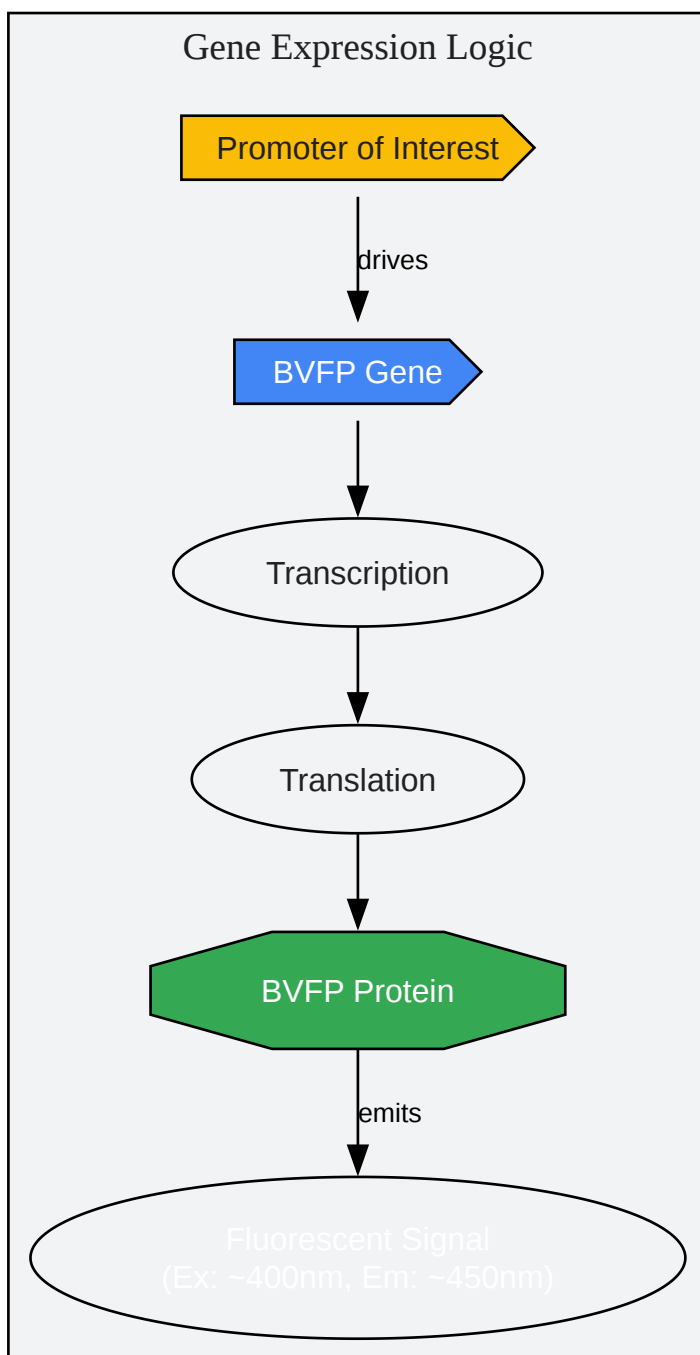 Gene Expression Logic
Promoter of Interest
drives
BVFP Gene
Transcription
Translation
BVFP Protein
emits
Fluorescent Signal
(Ex: ~400nm, Em: ~450nm)